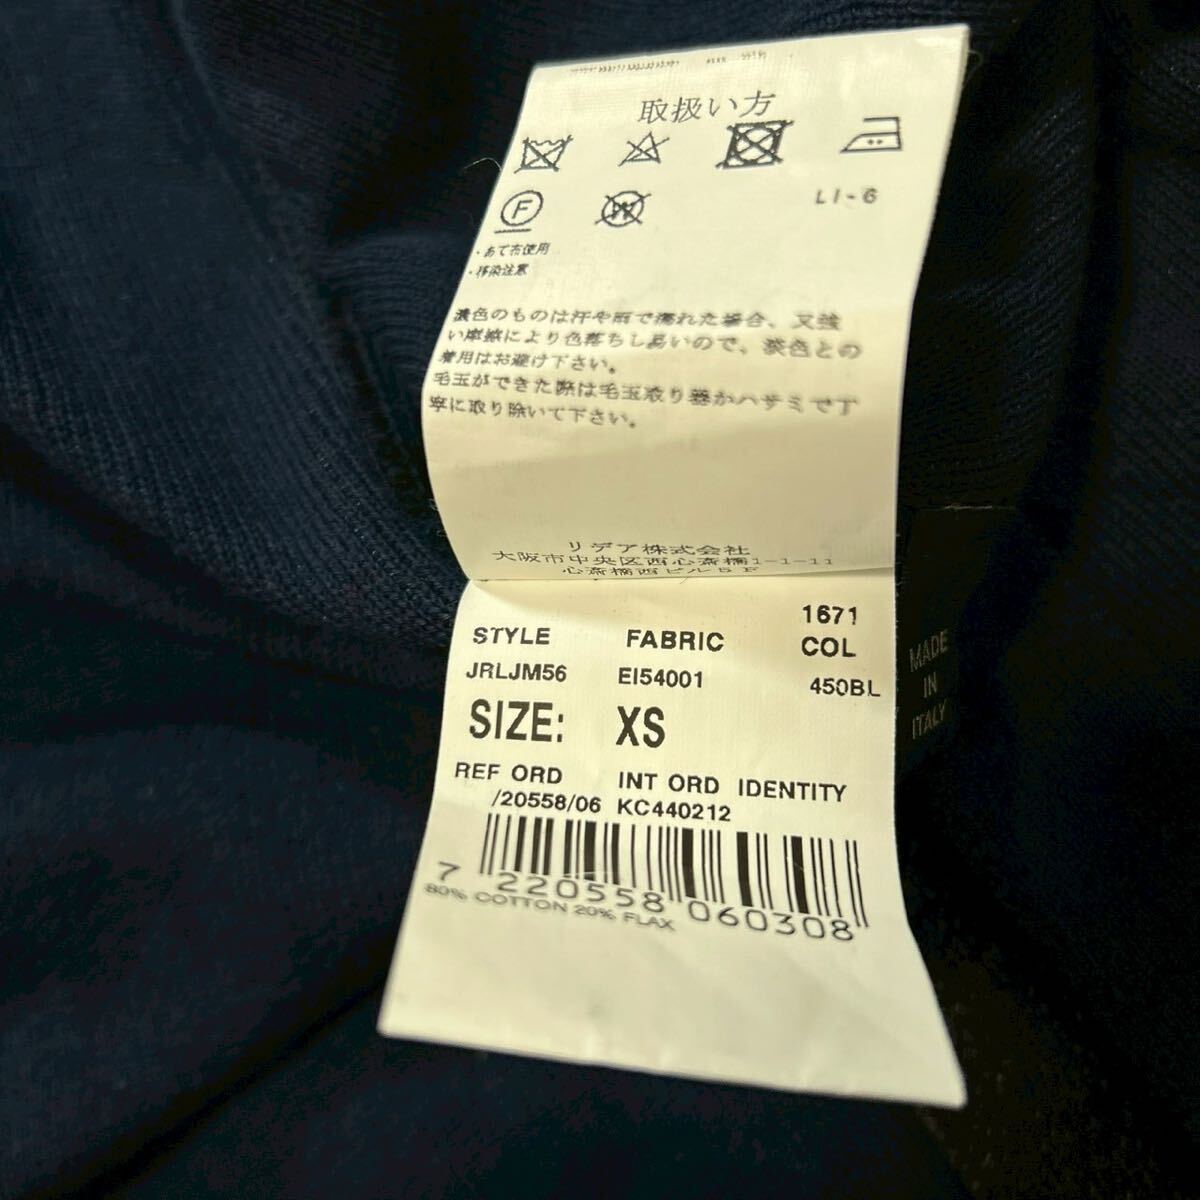 取扱い方
LI-6
F
W
・あて布使用
・移染注意
濃色のものは汗や雨で濡れた場合、又強
い摩擦により色落ちし易いので、淡色との
着用はお避け下さい。
毛玉ができた際は毛玉取り器かハサミで丁
寧に取り除いて下さい。
リデア株式会社
大阪市中央区西心斎橋1-1-11
心斎橋西ビル5F
1671
STYLE FABRIC COL
JRLJM56 EI54001 450BL
SIZE: XS
REF ORD INT ORD IDENTITY
/20558/06 KC440212
7 220558 060308
80% COTTON 20% FLAX
MADE
IN
ITALY